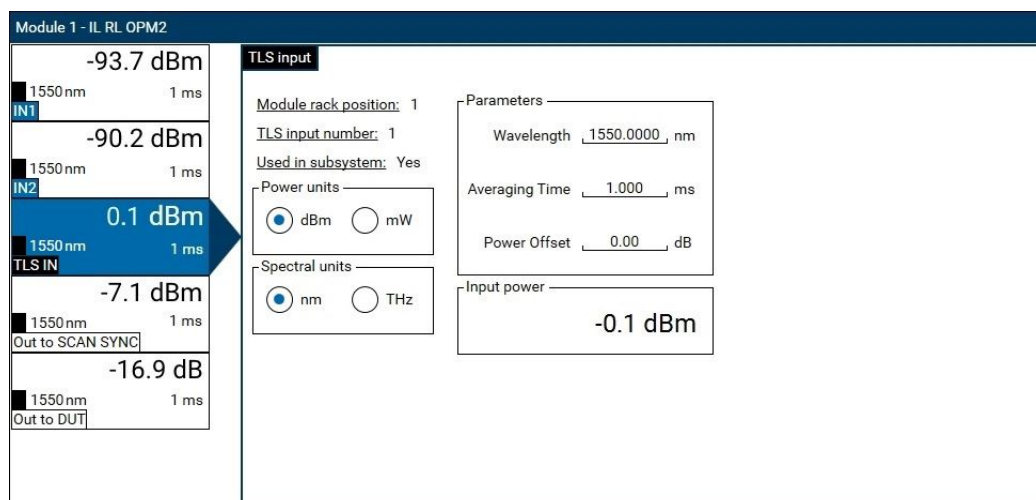 Module 1 - IL RL OPM2
-93.7 dBm
1550 nm 1 ms
IN1
-90.2 dBm
1550 nm 1 ms
IN2
0.1 dBm
1550 nm 1 ms
TLS IN
-7.1 dBm
1550 nm 1 ms
Out to SCAN SYNC
-16.9 dB
1550 nm 1 ms
Out to DUT
TLS input
Module rack position: 1
TLS input number: 1
Used in subsystem: Yes
Power units
dBm mW
Spectral units
nm THz
Parameters
Wavelength 1550.0000 nm
Averaging Time 1.000 ms
Power Offset 0.00 dB
Input power
-0.1 dBm